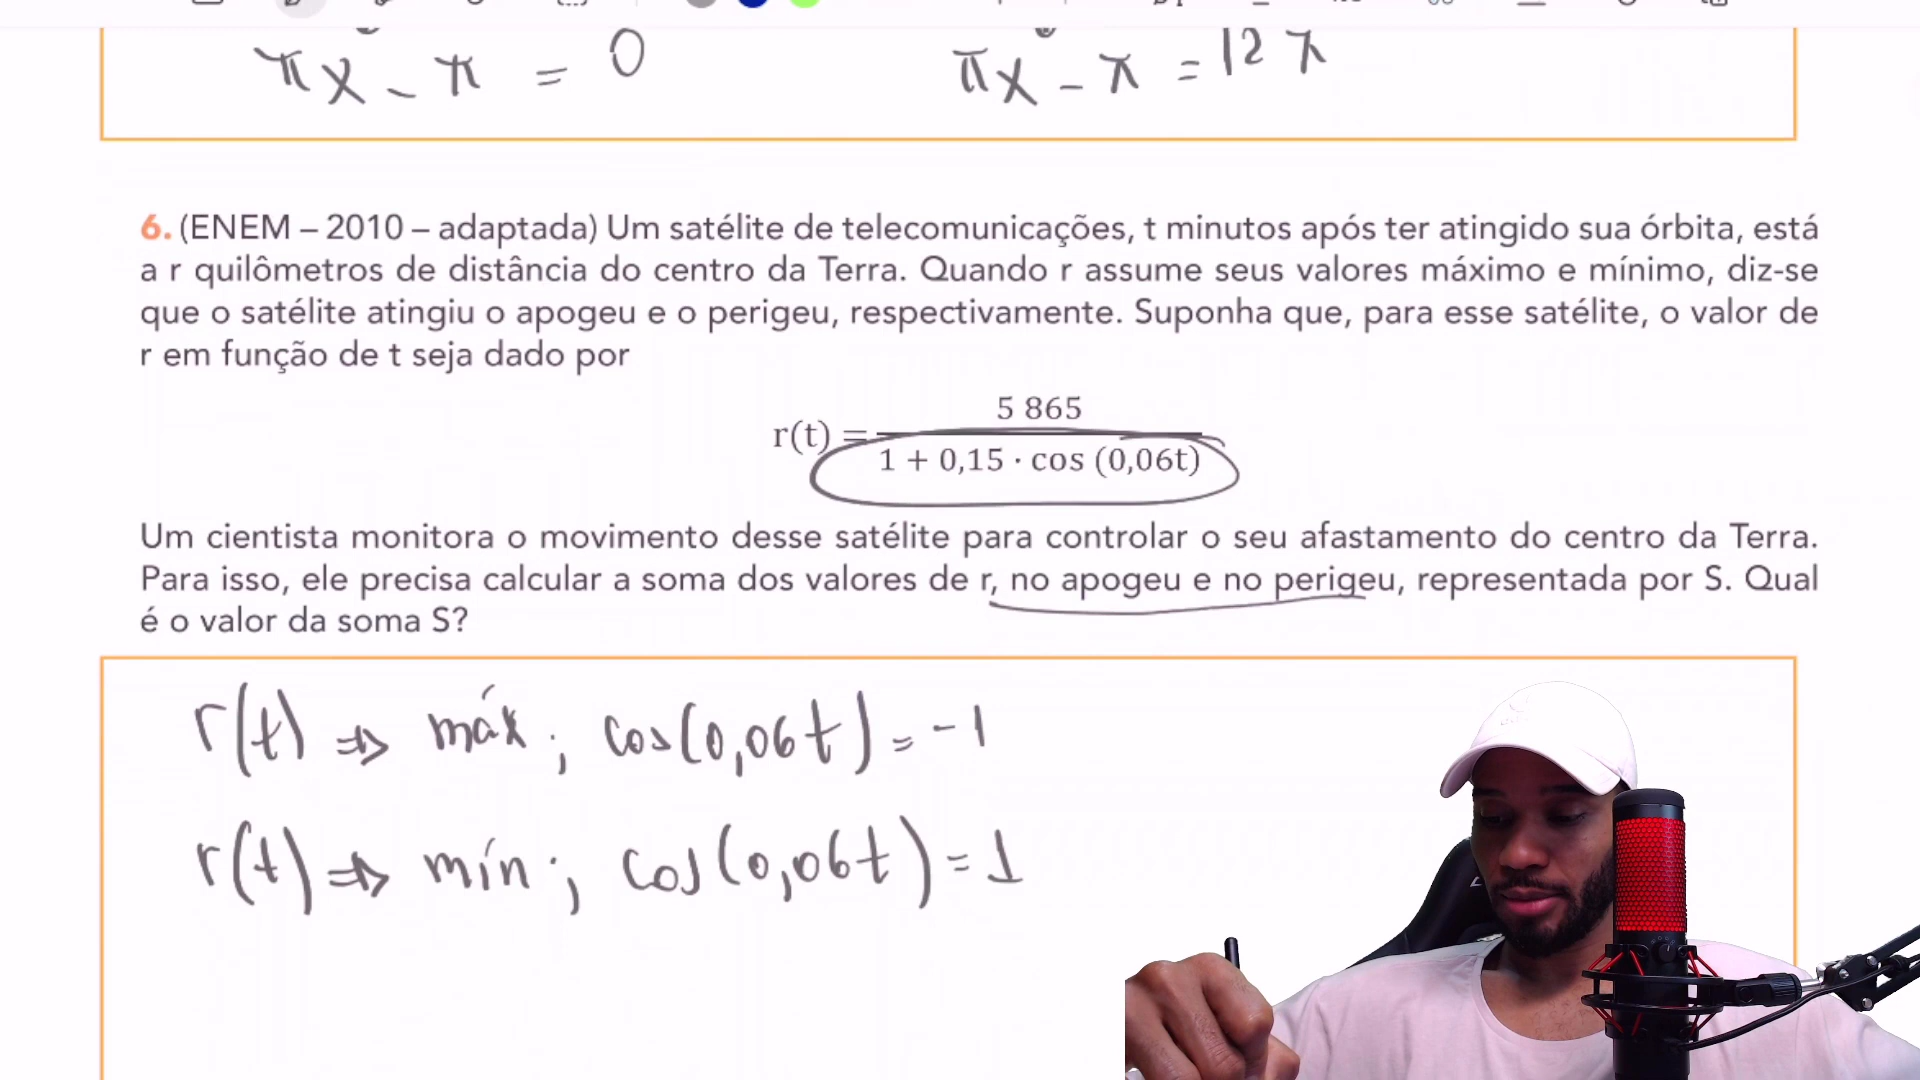 πx - π = 0
πx - π = 12π
6. (ENEM – 2010 – adaptada) Um satélite de telecomunicações, t minutos após ter atingido sua órbita, está
a r quilômetros de distância do centro da Terra. Quando r assume seus valores máximo e mínimo, diz-se
que o satélite atingiu o apogeu e o perigeu, respectivamente. Suponha que, para esse satélite, o valor de
r em função de t seja dado por
5 865
r(t) =
1 + 0,15 · cos (0,06t)
Um cientista monitora o movimento desse satélite para controlar o seu afastamento do centro da Terra.
Para isso, ele precisa calcular a soma dos valores de r, no apogeu e no perigeu, representada por S. Qual
é o valor da soma S?
r(t) ⇒ máx ; cos(0,06t) = -1
r(t) ⇒ mín ; cos(0,06t) = 1